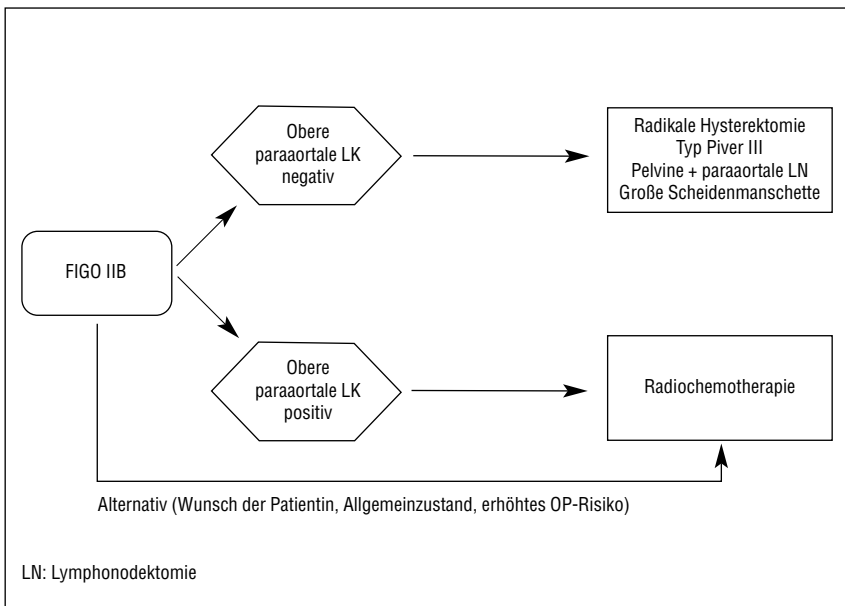 Obere
paraaortale LK
negativ
Radikale Hysterektomie
Typ Piver III
Pelvine + paraaortale LN
Große Scheidenmanschette
FIGO IIB
Obere
paraaortale LK
positiv
Radiochemotherapie
Alternativ (Wunsch der Patientin, Allgemeinzustand, erhöhtes OP-Risiko)
LN: Lymphonodektomie